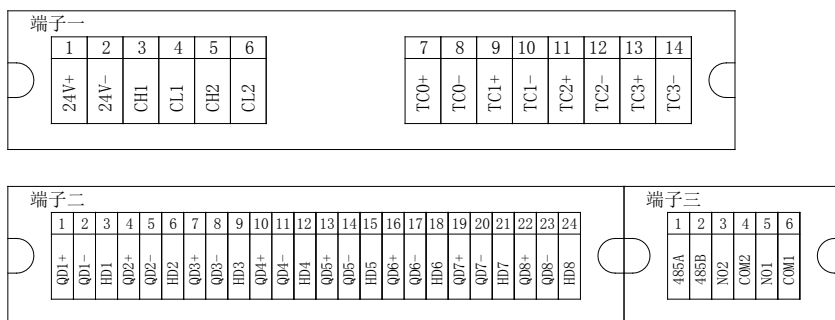 端子一
1 2 3 4 5 6 7 8 9 10 11 12 13 14
24V+ 24V- CH1 CL1 CH2 CL2 TC0+ TC0- TC1+ TC1- TC2+ TC2- TC3+ TC3-
端子二 端子三
1 2 3 4 5 6 7 8 9 10 11 12 13 14 15 16 17 18 19 20 21 22 23 24 1 2 3 4 5 6
QD1+ QD1- HD1 QD2+ QD2- HD2 QD3+ QD3- HD3 QD4+ QD4- HD4 QD5+ QD5- HD5 QD6+ QD6- HD6 QD7+ QD7- HD7 QD8+ QD8- HD8 485A 485B NO2 COM2 NO1 COM1